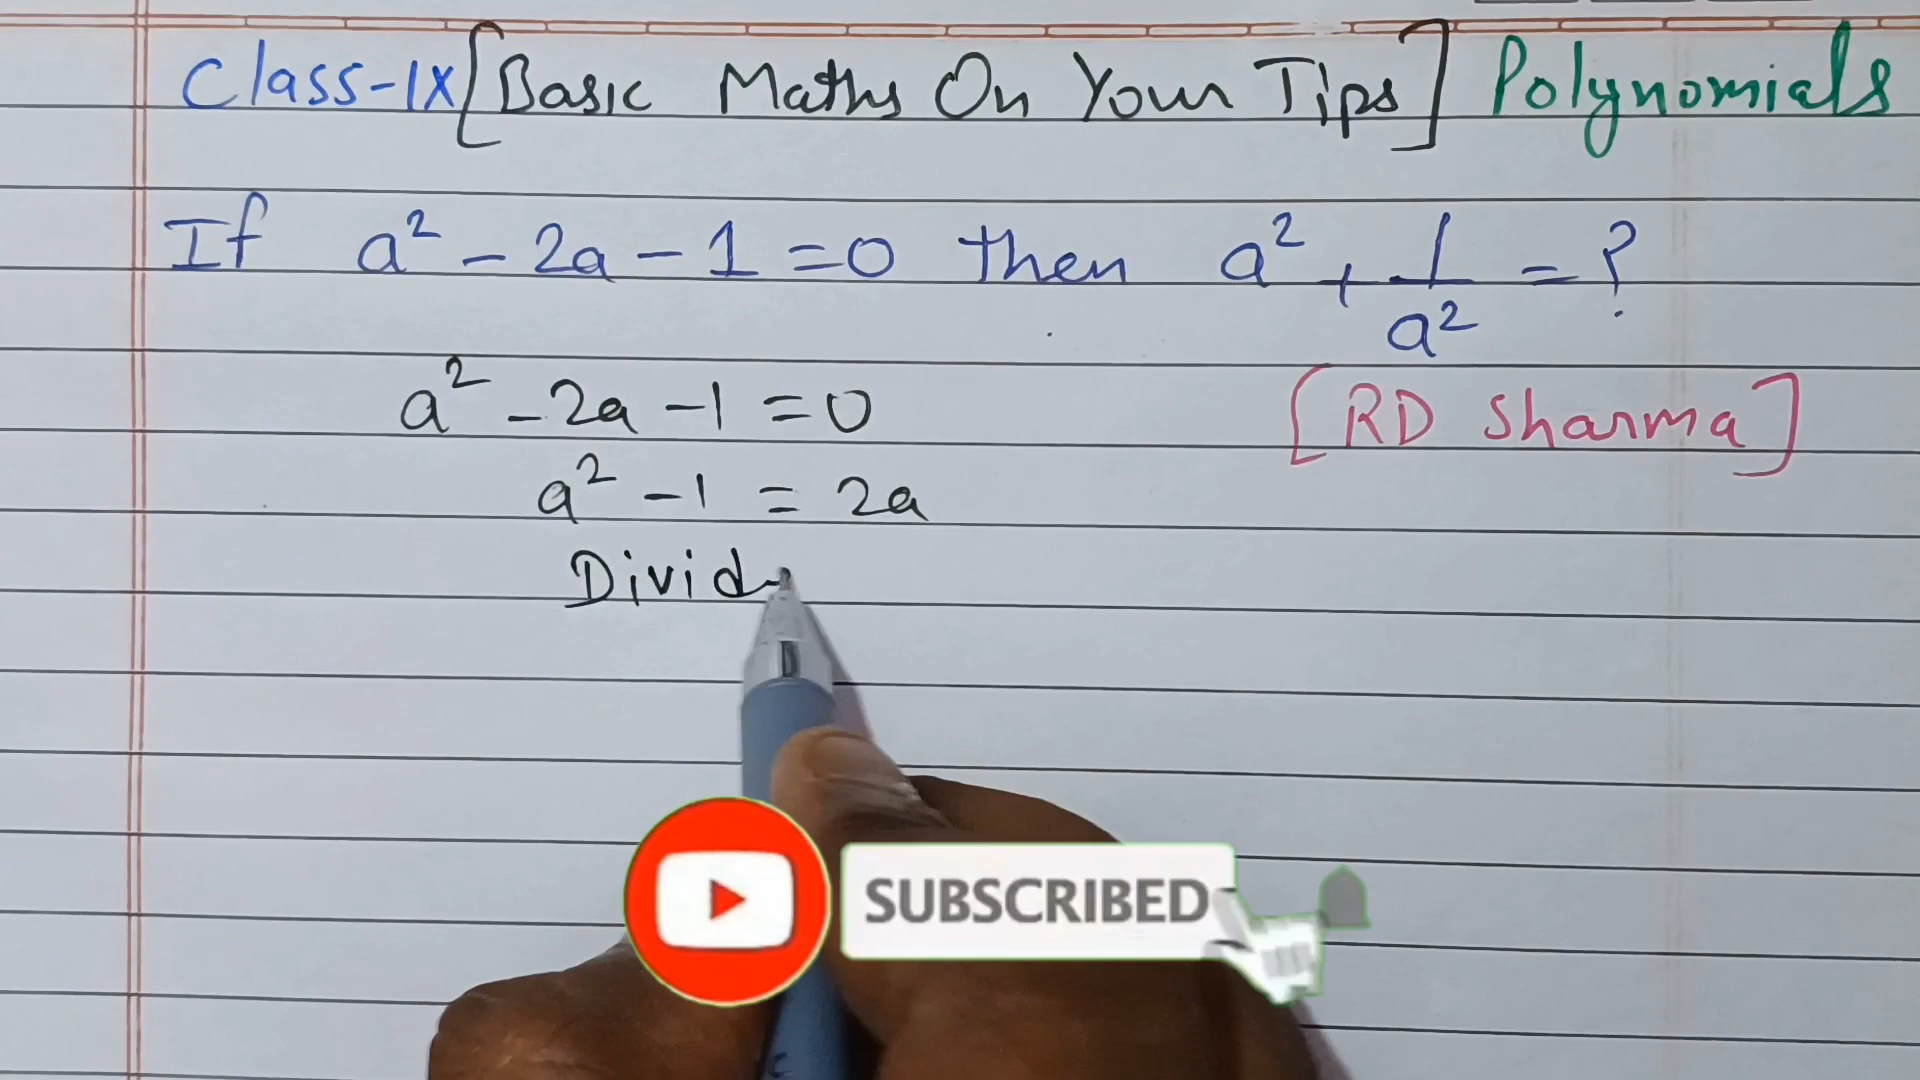 Class-IX [Basic Maths On Your Tips] Polynomials
If a² - 2a - 1 = 0 then a² + 1/a² = ?
a² - 2a - 1 = 0
[RD Sharma]
a² - 1 = 2a
Divid
SUBSCRIBED